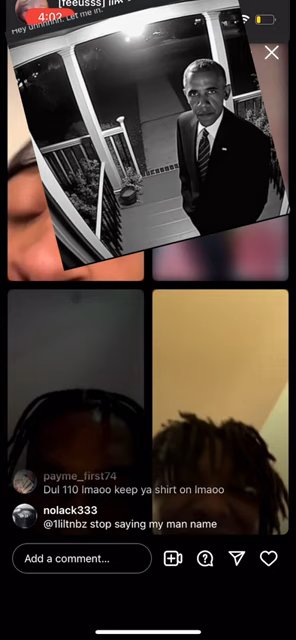 [feeusss]
4:02
Hey uhhhhhh. Let me in.
payme_first74
Dul 110 lmaoo keep ya shirt on lmaoo
nolack333
@1liltnbz stop saying my man name
Add a comment...